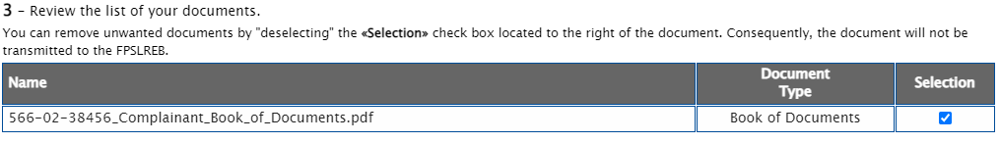 3 - Review the list of your documents.
You can remove unwanted documents by "deselecting" the «Selection» check box located to the right of the document. Consequently, the document will not be
transmitted to the FPSLREB.
Name Document Type Selection
566-02-38456_Complainant_Book_of_Documents.pdf Book of Documents